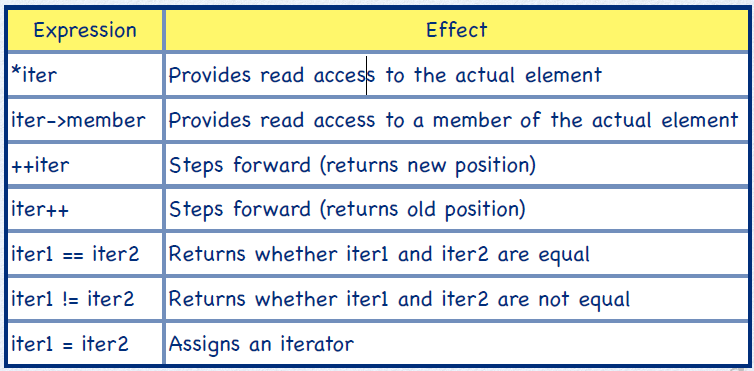 Expression Effect
*iter Provides read access to the actual element
iter->member Provides read access to a member of the actual element
++iter Steps forward (returns new position)
iter++ Steps forward (returns old position)
iter1 == iter2 Returns whether iter1 and iter2 are equal
iter1 != iter2 Returns whether iter1 and iter2 are not equal
iter1 = iter2 Assigns an iterator